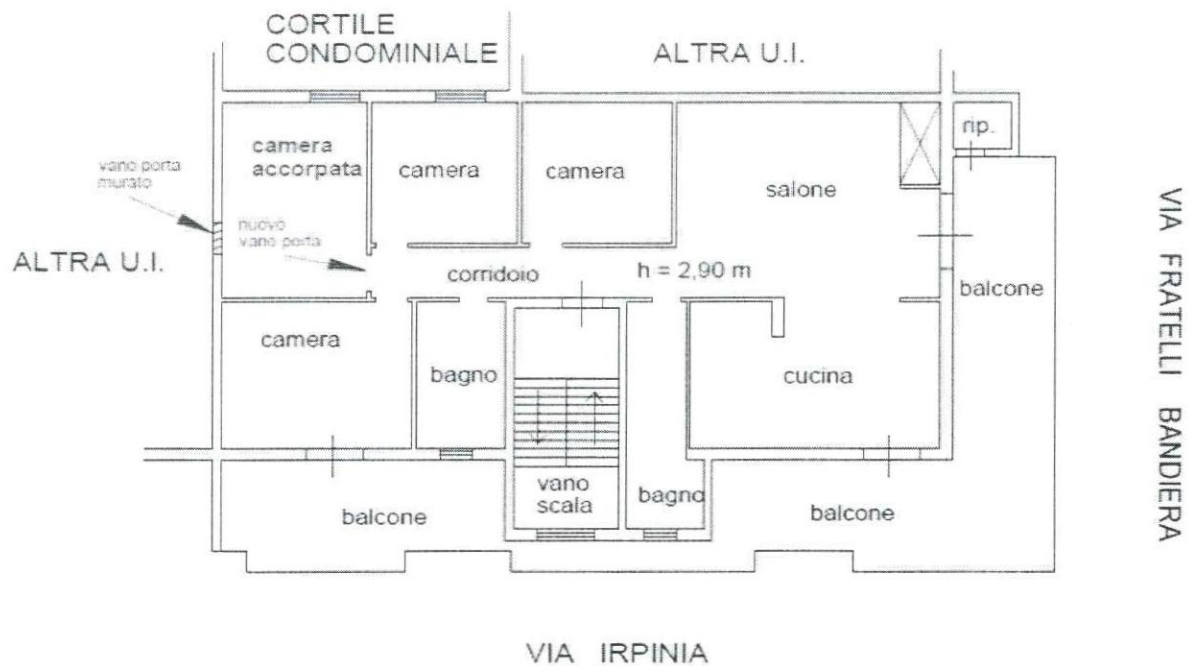 CORTILE
CONDOMINIALE
ALTRA U.I.
rip.
camera
accorpata
camera
camera
salone
vano porta
murato
nuovo
vano porta
ALTRA U.I.
corridoio
h = 2,90 m
balcone
camera
bagno
cucina
vano
scala
bagno
balcone
balcone
VIA FRATELLI BANDIERA
VIA IRPINIA